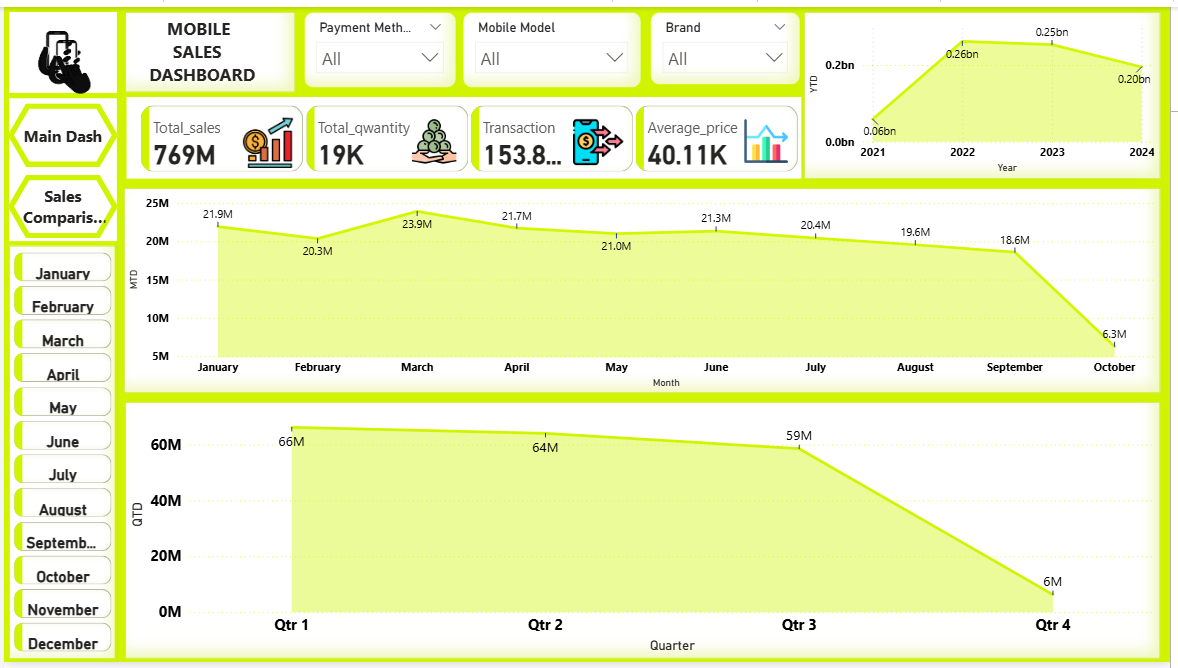 MOBILE
SALES
DASHBOARD
Payment Meth...
All
Mobile Model
All
Brand
All
Main Dash
Sales
Comparis...
January
February
March
April
May
June
July
August
Septemb...
October
November
December
Total_sales
769M
Total_qwantity
19K
Transaction
153.8...
Average_price
40.11K
YTD
0.2bn
0.0bn
0.06bn
0.26bn
0.25bn
0.20bn
2021
2022
2023
2024
Year
MTD
25M
20M
15M
10M
5M
21.9M
20.3M
23.9M
21.7M
21.0M
21.3M
20.4M
19.6M
18.6M
6.3M
January
February
March
April
May
June
July
August
September
October
Month
QTD
60M
40M
20M
0M
66M
64M
59M
6M
Qtr 1
Qtr 2
Qtr 3
Qtr 4
Quarter